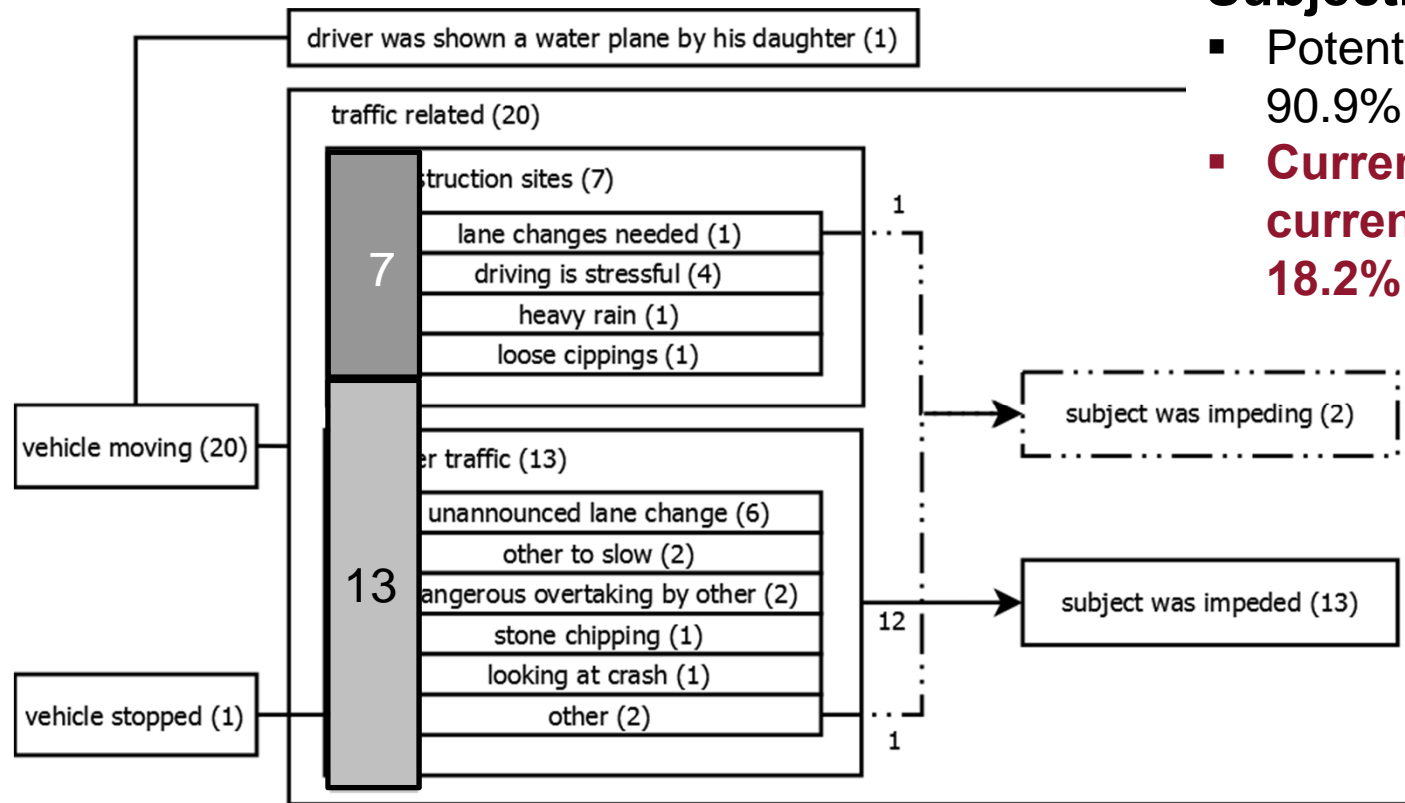 driver was shown a water plane by his daughter (1)
traffic related (20)
struction sites (7)
lane changes needed (1)
driving is stressful (4)
heavy rain (1)
loose cippings (1)
7
1
vehicle moving (20)
er traffic (13)
unannounced lane change (6)
other to slow (2)
angerous overtaking by other (2)
stone chipping (1)
looking at crash (1)
other (2)
13
12
1
vehicle stopped (1)
subject was impeding (2)
subject was impeded (13)
▪ Potent
90.9%
▪ Curren
curren
18.2%